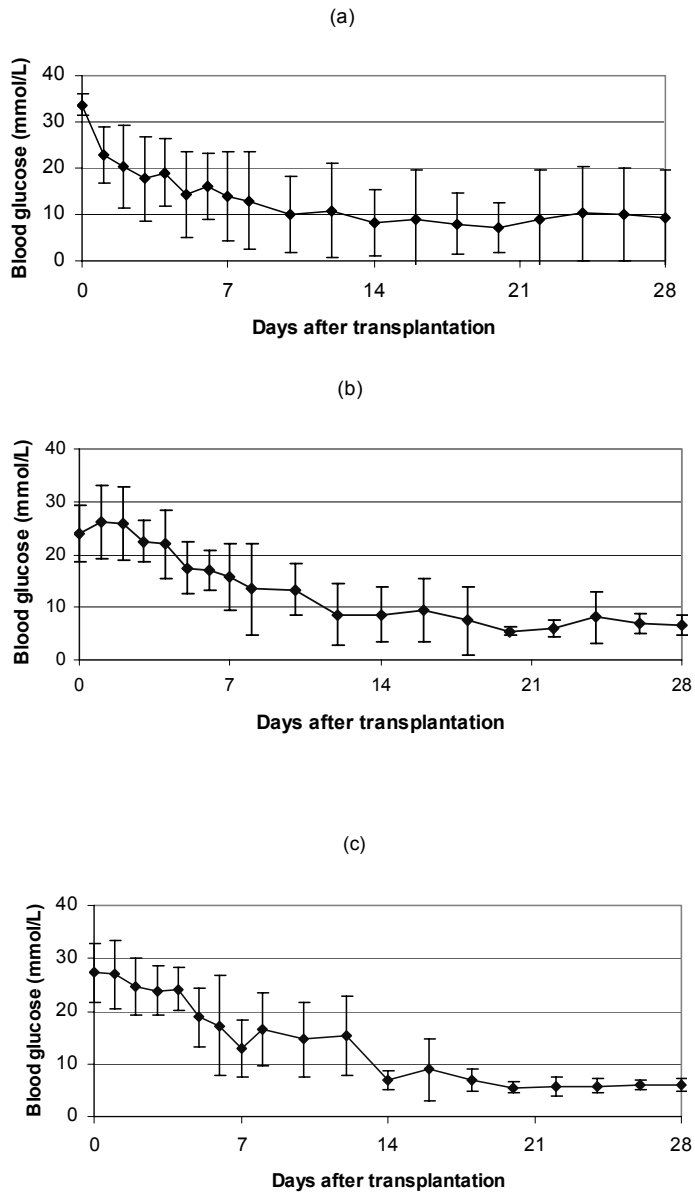 (a)
Blood glucose (mmol/L)
40
30
20
10
0
0 7 14 21 28
Days after transplantation
(b)
Blood glucose (mmol/L)
40
30
20
10
0
0 7 14 21 28
Days after transplantation
(c)
Blood glucose (mmol/L)
40
30
20
10
0
0 7 14 21 28
Days after transplantation